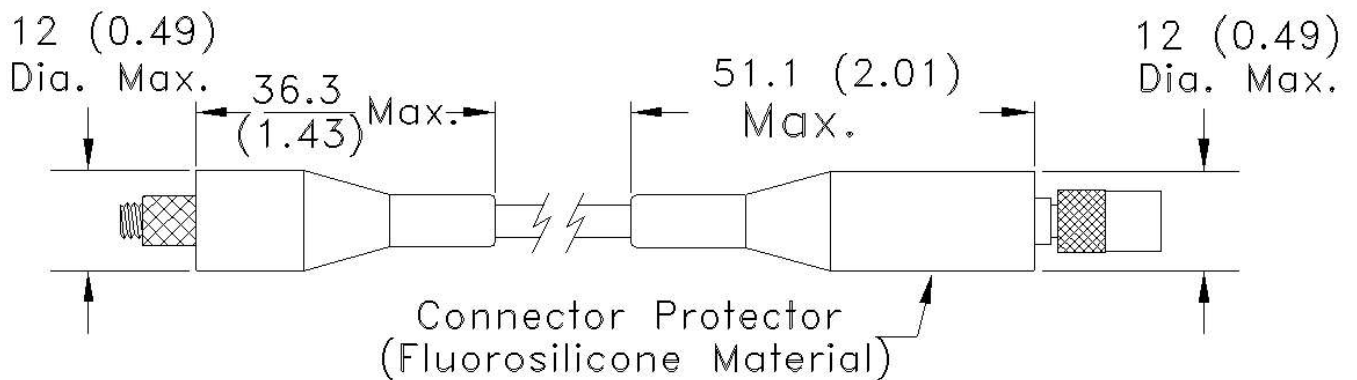 12 (0.49)
Dia. Max.
36.3
(1.43)
Max.
51.1 (2.01)
Max.
12 (0.49)
Dia. Max.
Connector Protector
(Fluorosilicone Material)